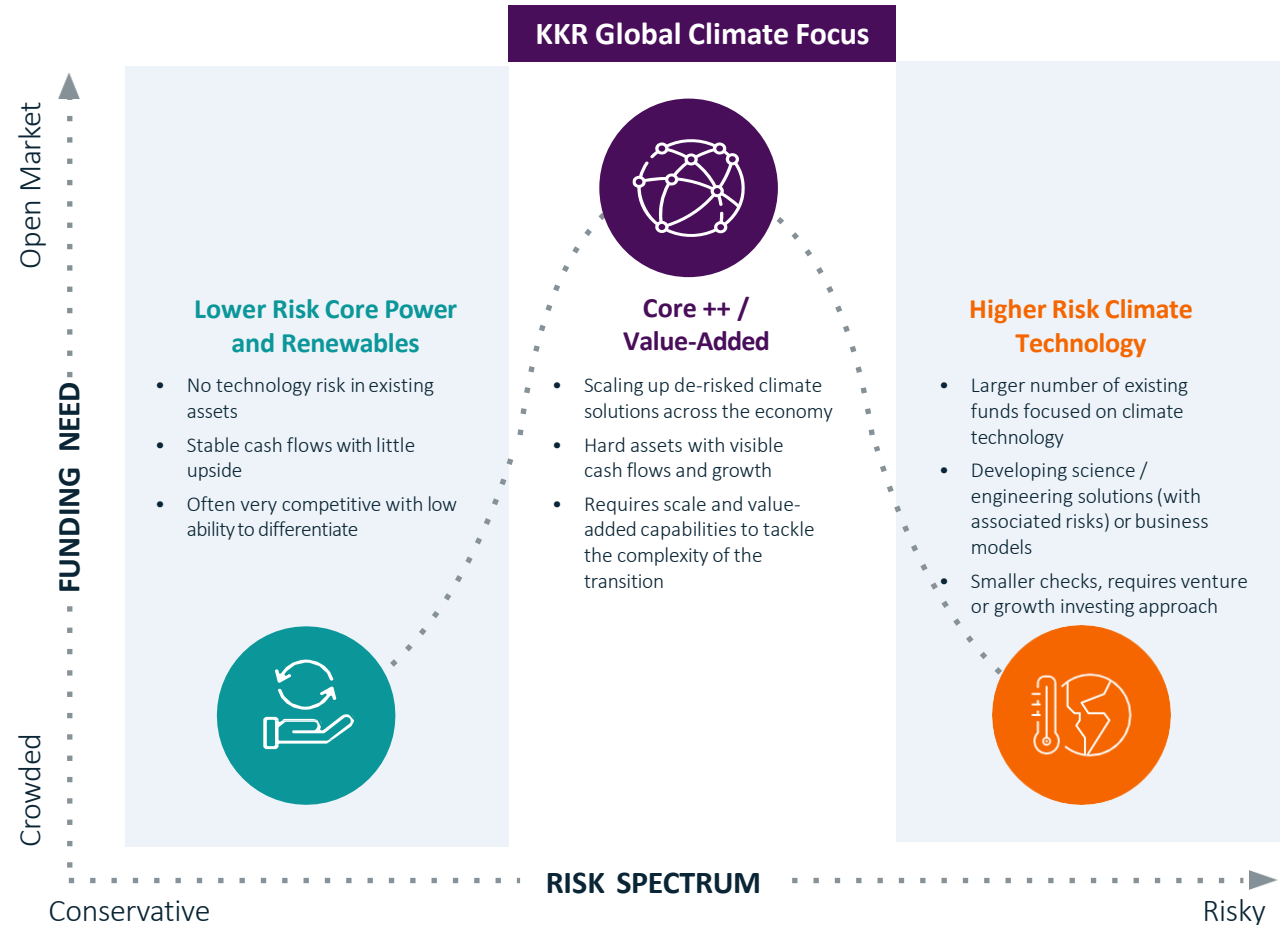 KKR Global Climate Focus
Open Market
FUNDING NEED
Crowded
Lower Risk Core Power
and Renewables
• No technology risk in existing
assets
• Stable cash flows with little
upside
• Often very competitive with low
ability to differentiate
Core ++ /
Value-Added
• Scaling up de-risked climate
solutions across the economy
• Hard assets with visible
cash flows and growth
• Requires scale and value-
added capabilities to tackle
the complexity of the
transition
Higher Risk Climate
Technology
• Larger number of existing
funds focused on climate
technology
• Developing science /
engineering solutions (with
associated risks) or business
models
• Smaller checks, requires venture
or growth investing approach
RISK SPECTRUM
Conservative
Risky